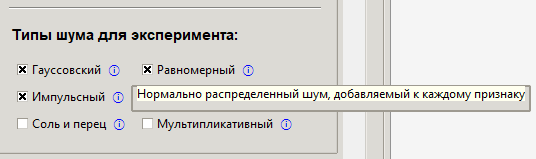 Типы шума для эксперимента:
Гауссовский ⓘ Равномерный ⓘ
Импульсный ⓘ Нормально распределенный шум, добавляемый к каждому признаку
Соль и перец ⓘ Мультипликативный ⓘ